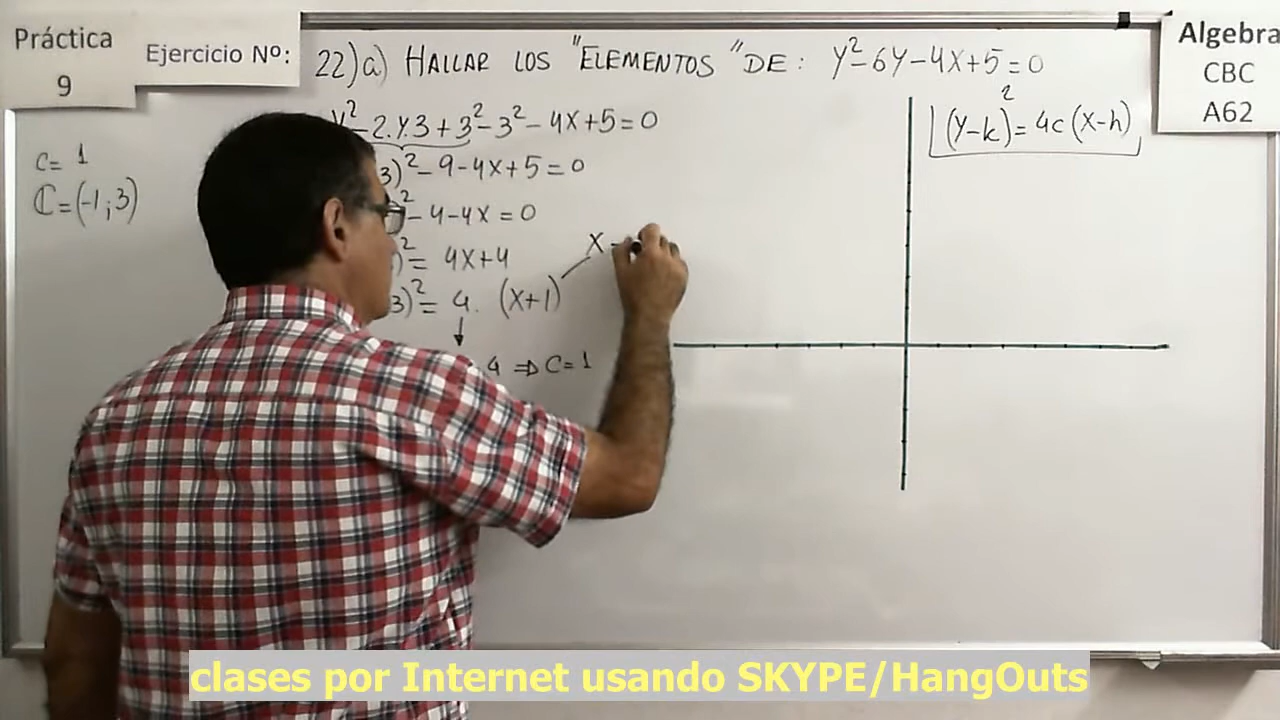 Práctica
9
Ejercicio Nº:
22)a) HALLAR LOS "ELEMENTOS" DE: Y²-6Y-4X+5=0
Algebra
CBC
A62
Y²-2.Y.3+3²-3²-4X+5=0
3)²-9-4X+5=0
²-4-4X=0
)²= 4X+4
3)²= 4. (X+1)
4 ⇒ C=1
X-
(Y-k)²=4c(X-h)
C= 1
ℂ=(-1;3)
clases por Internet usando SKYPE/HangOuts